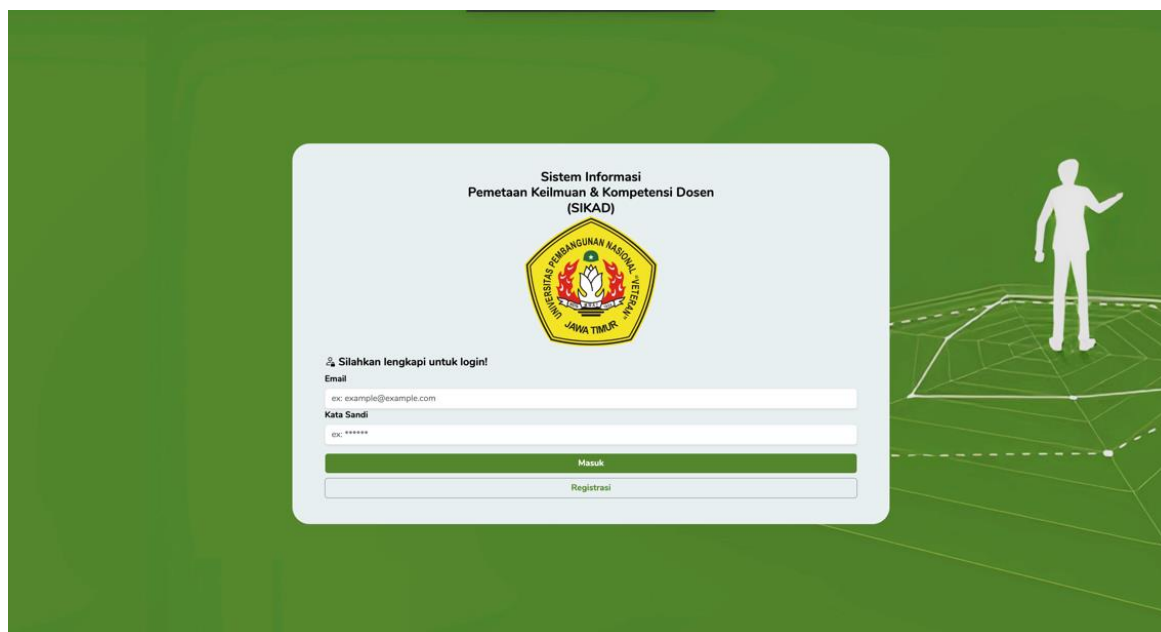 Sistem Informasi
Pemetaan Keilmuan & Kompetensi Dosen
(SIKAD)
UNIVERSITAS PEMBANGUNAN NASIONAL "VETERAN"
JAWA TIMUR
Silahkan lengkapi untuk login!
Email
ex: example@example.com
Kata Sandi
ex: ******
Masuk
Registrasi